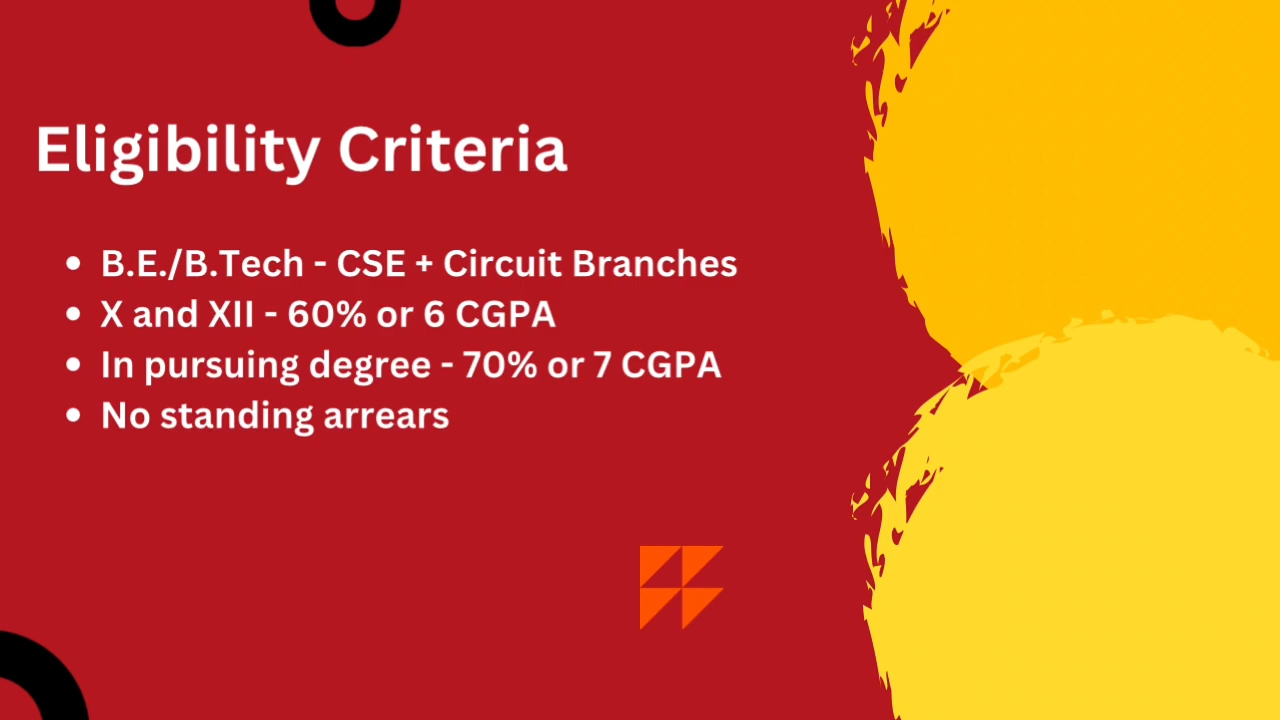 Eligibility Criteria
• B.E./B.Tech - CSE + Circuit Branches
• X and XII - 60% or 6 CGPA
• In pursuing degree - 70% or 7 CGPA
• No standing arrears